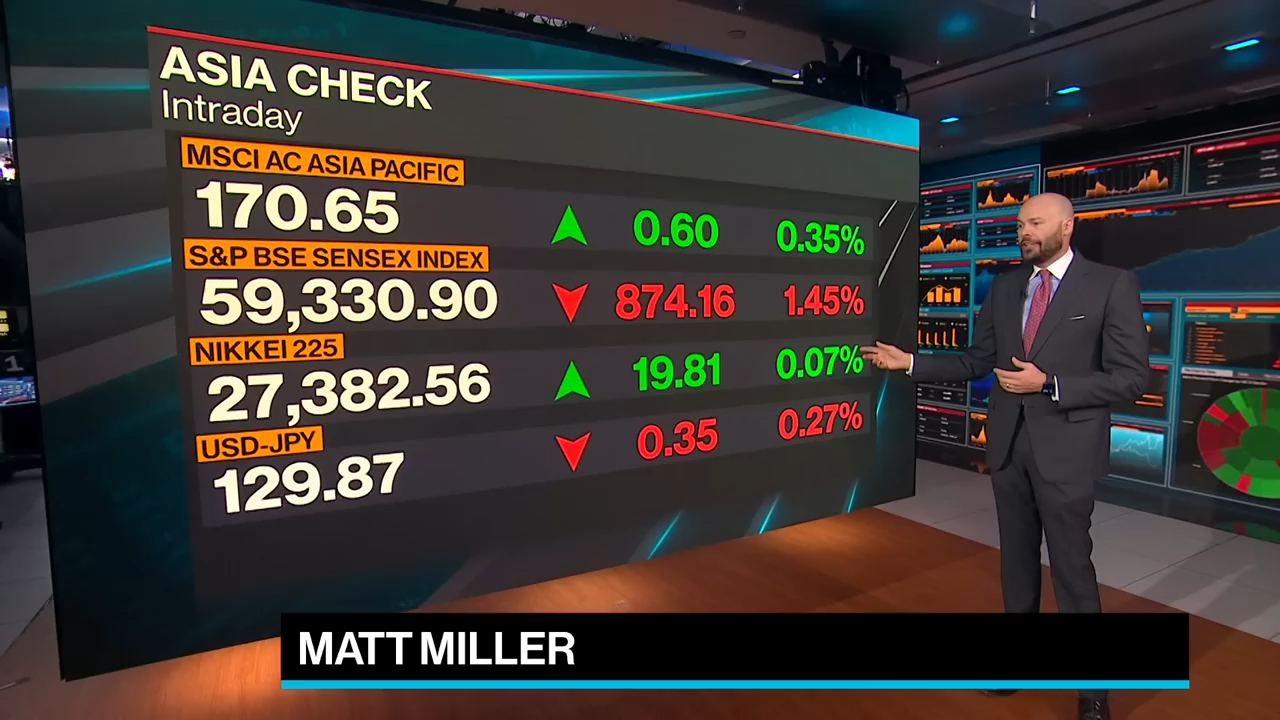 ASIA CHECK
Intraday
MSCI AC ASIA PACIFIC
170.65 0.60 0.35%
S&P BSE SENSEX INDEX
59,330.90 874.16 1.45%
NIKKEI 225
27,382.56 19.81 0.07%
USD-JPY
129.87 0.35 0.27%
1
MATT MILLER